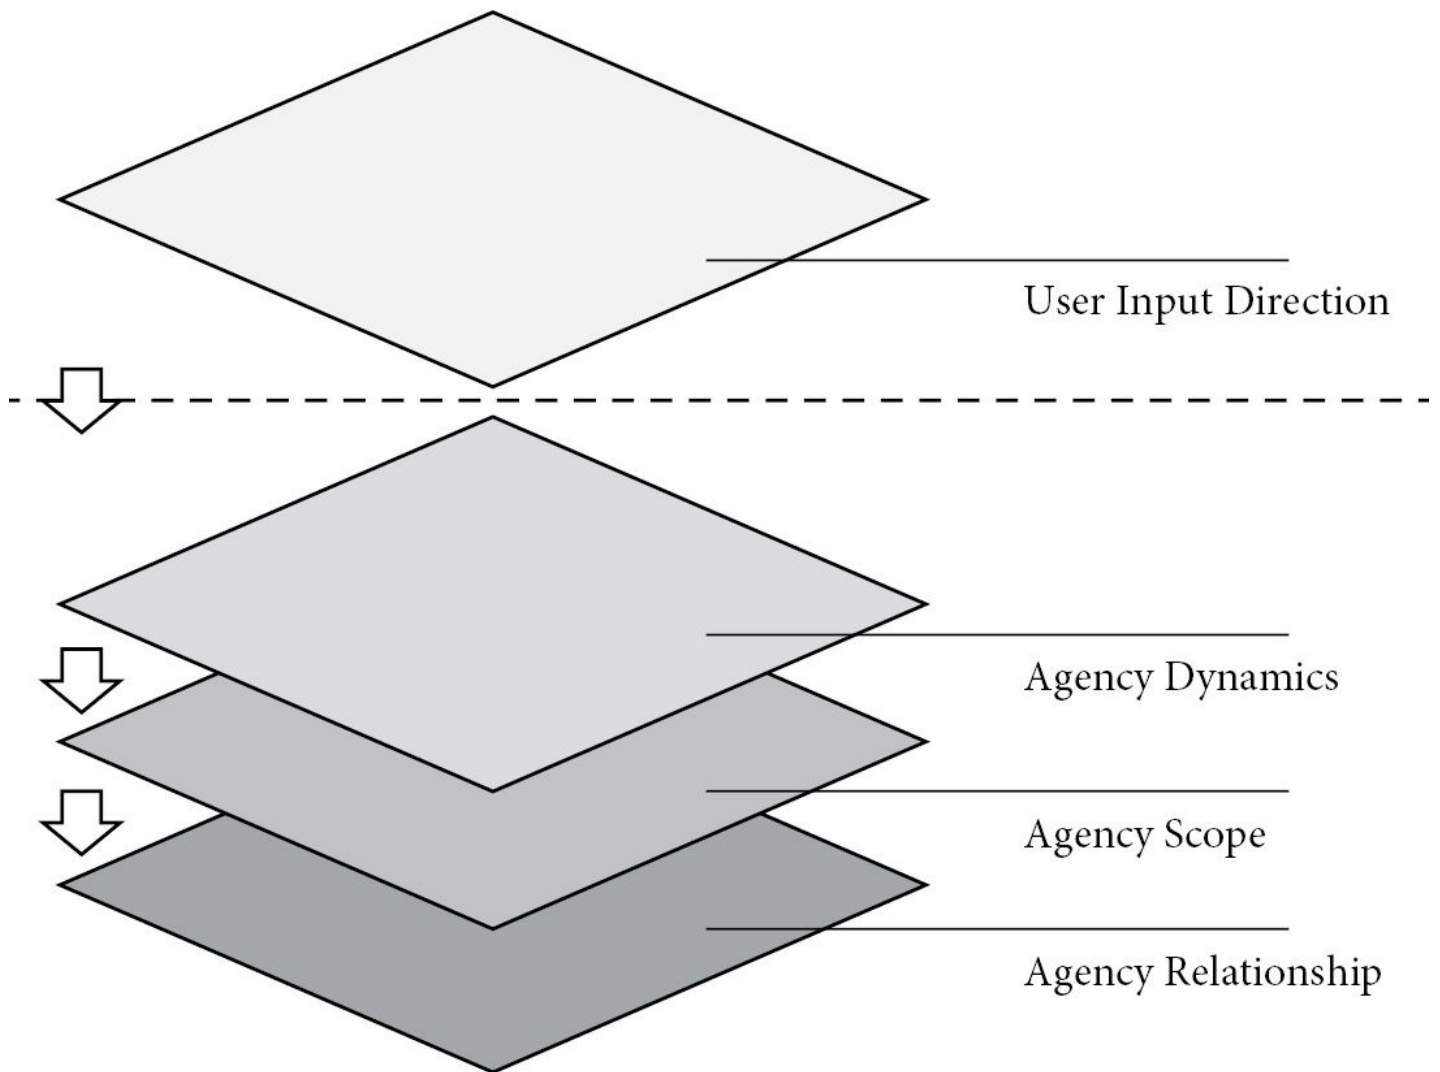 User Input Direction
Agency Dynamics
Agency Scope
Agency Relationship